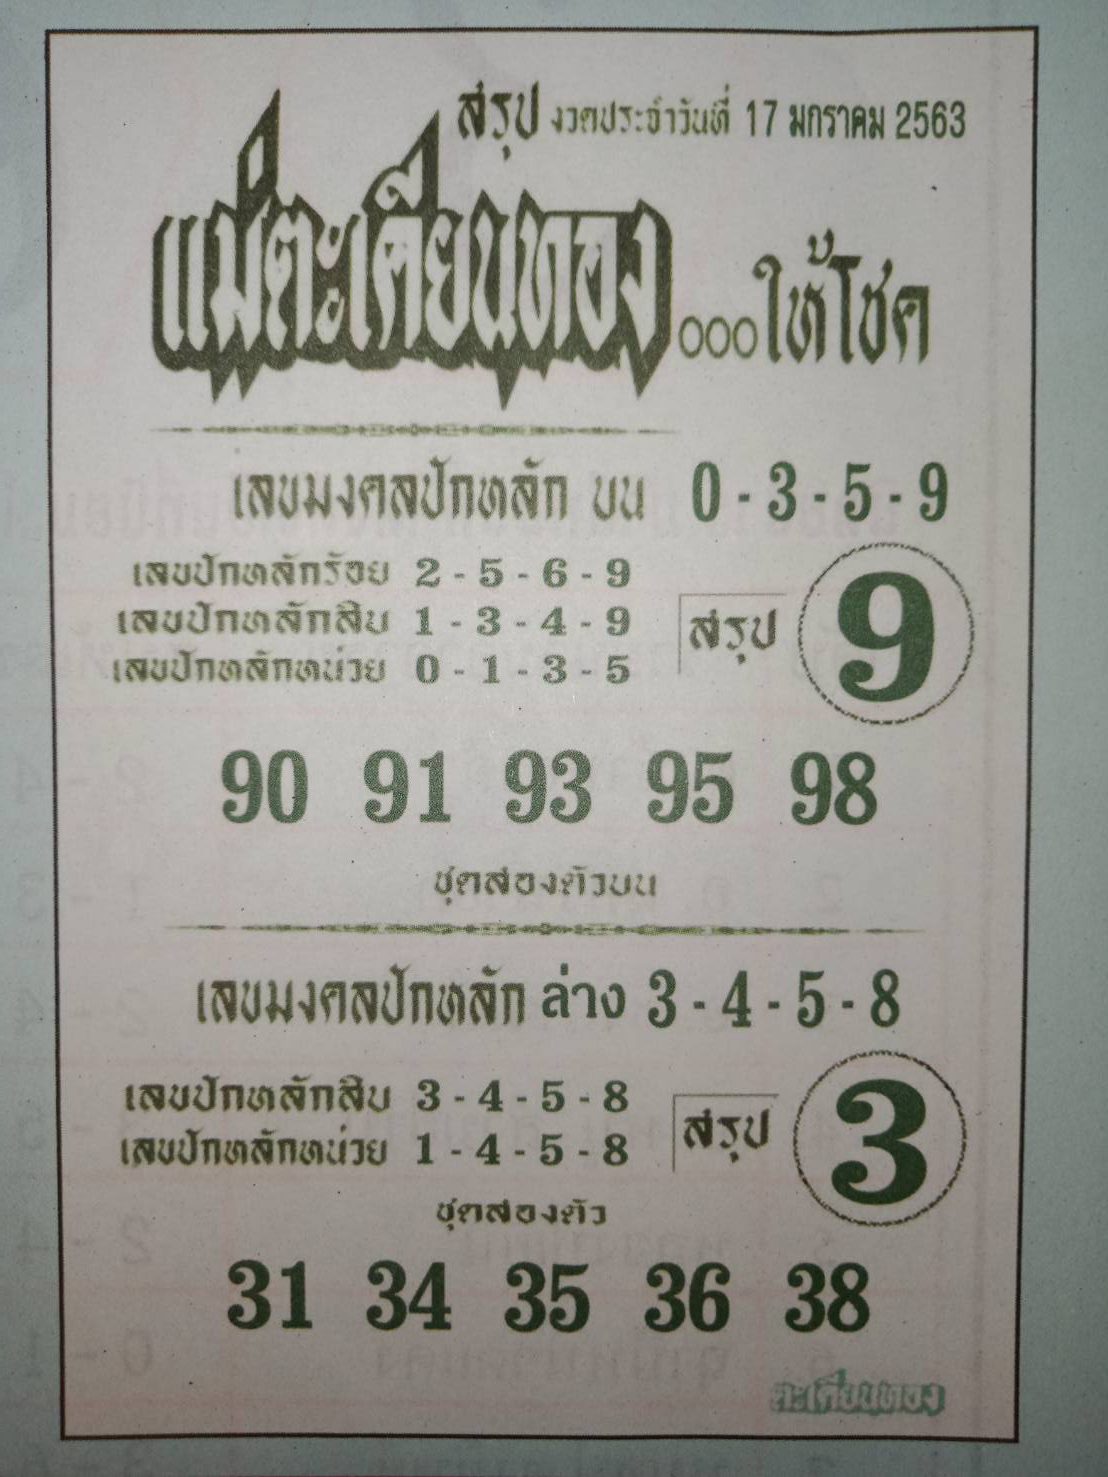 สรุป งวดประจำวันที่ 17 มกราคม 2563
แม่ตะเคียนทอง ...ให้โชค
เลขมงคลปักหลัก บน 0 - 3 - 5 - 9
เลขปักหลักร้อย 2 - 5 - 6 - 9
เลขปักหลักสิบ 1 - 3 - 4 - 9
เลขปักหลักหน่วย 0 - 1 - 3 - 5
สรุป 9
90 91 93 95 98
ชุดสองตัวบน
เลขมงคลปักหลัก ล่าง 3 - 4 - 5 - 8
เลขปักหลักสิบ 3 - 4 - 5 - 8
เลขปักหลักหน่วย 1 - 4 - 5 - 8
สรุป 3
ชุดสองตัว
31 34 35 36 38
ตะเคียนทอง